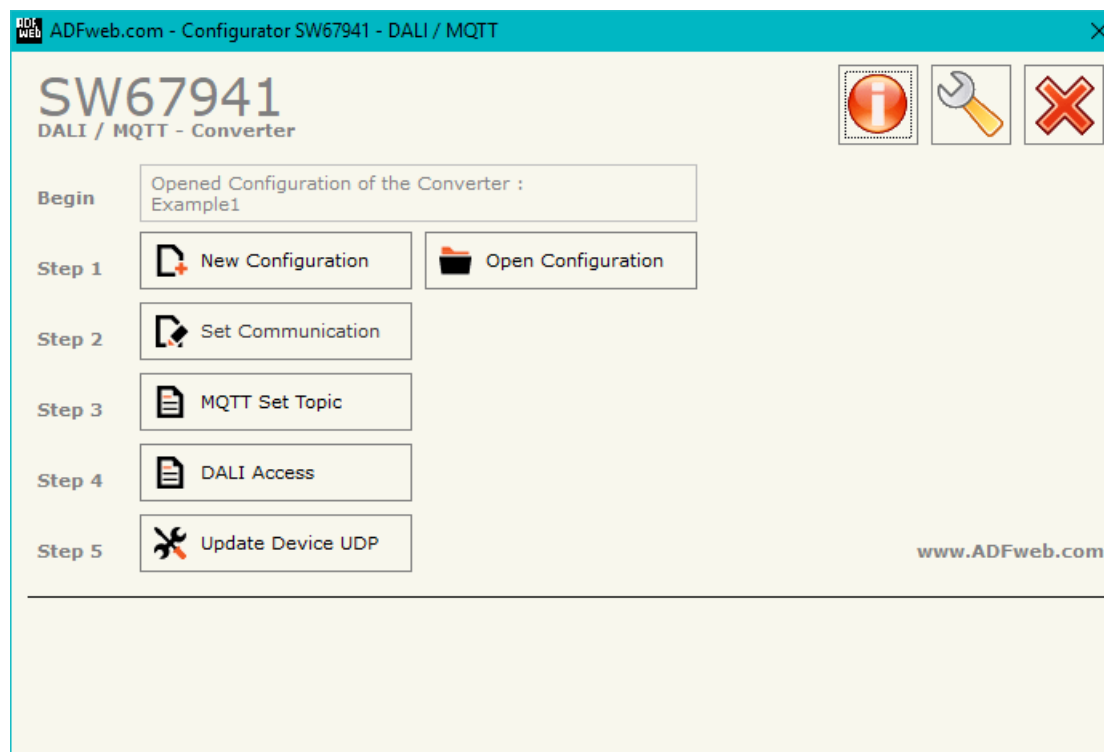 ADF
WEB
ADFweb.com - Configurator SW67941 - DALI / MQTT
SW67941
DALI / MQTT - Converter
Begin
Opened Configuration of the Converter :
Example1
Step 1
New Configuration
Open Configuration
Step 2
Set Communication
Step 3
MQTT Set Topic
Step 4
DALI Access
Step 5
Update Device UDP
www.ADFweb.com